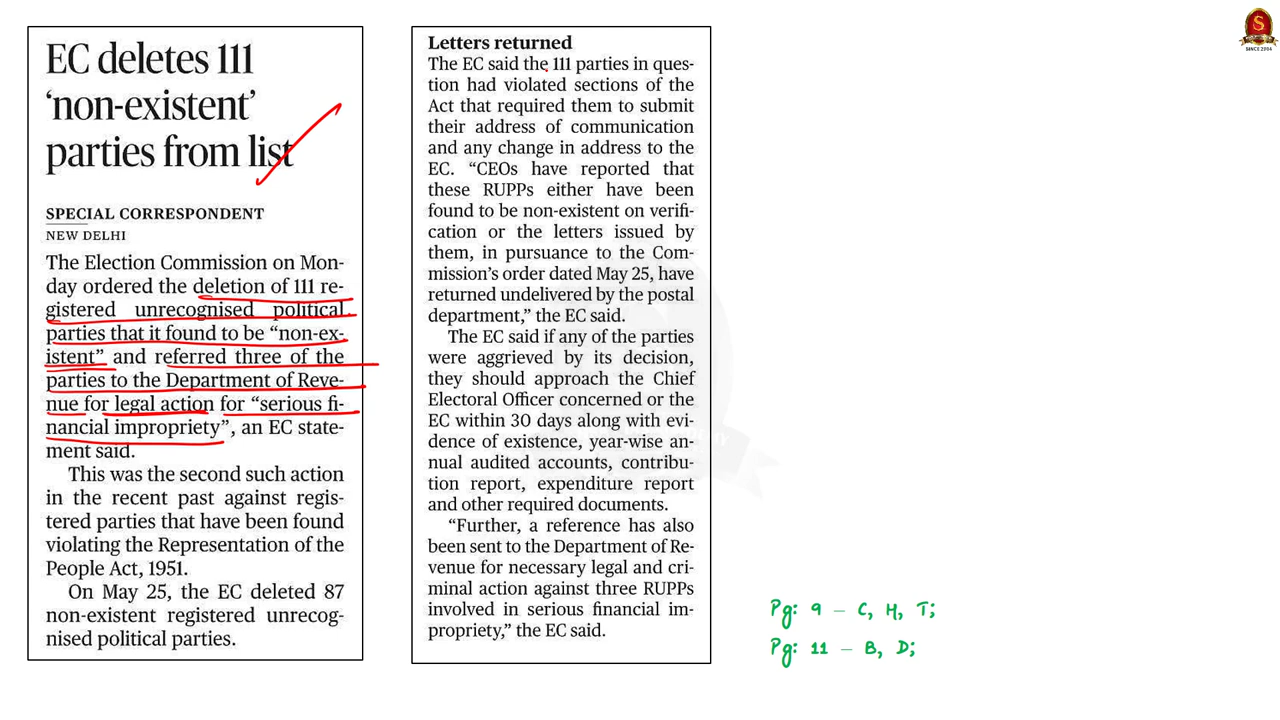 EC deletes 111
‘non-existent’
parties from list
SPECIAL CORRESPONDENT
NEW DELHI
The Election Commission on Mon-
day ordered the deletion of 111 re-
gistered unrecognised political
parties that it found to be “non-ex-
istent” and referred three of the
parties to the Department of Reve-
nue for legal action for “serious fi-
nancial impropriety”, an EC state-
ment said.
This was the second such action
in the recent past against regis-
tered parties that have been found
violating the Representation of the
People Act, 1951.
On May 25, the EC deleted 87
non-existent registered unrecog-
nised political parties.
Letters returned
The EC said the 111 parties in ques-
tion had violated sections of the
Act that required them to submit
their address of communication
and any change in address to the
EC. “CEOs have reported that
these RUPPs either have been
found to be non-existent on verifi-
cation or the letters issued by
them, in pursuance to the Com-
mission’s order dated May 25, have
returned undelivered by the postal
department,” the EC said.
The EC said if any of the parties
were aggrieved by its decision,
they should approach the Chief
Electoral Officer concerned or the
EC within 30 days along with evi-
dence of existence, year-wise an-
nual audited accounts, contribu-
tion report, expenditure report
and other required documents.
“Further, a reference has also
been sent to the Department of Re-
venue for necessary legal and cri-
minal action against three RUPPs
involved in serious financial im-
propriety,” the EC said.
Pg: 9 – C, H, T;
Pg: 11 – B, D;
S
SINCE 2004